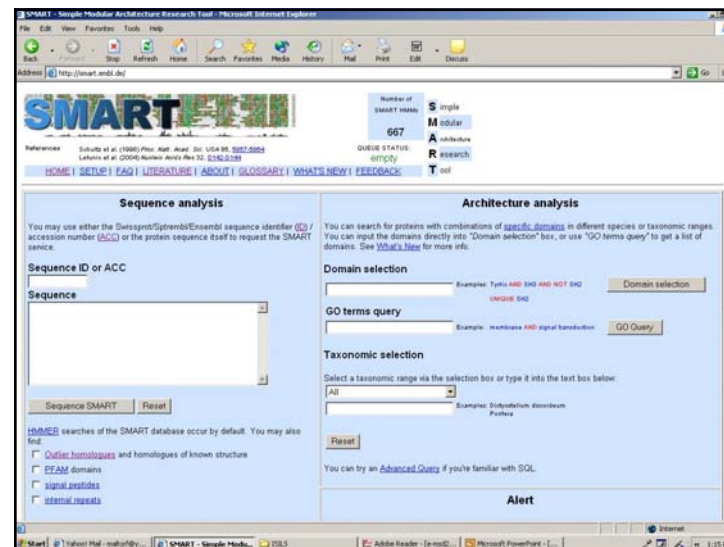 SMART - Simple Modular Architecture Research Tool - Microsoft Internet Explorer
File Edit View Favorites Tools Help
Back Forward Stop Refresh Home Search Favorites Media History Mail Print Edit Discuss
Address http://smart.embl.de/ Go
SMART
Number of
SMART HMMs
667
QUEUE STATUS:
empty
Simple
Modular
Architecture
Research
Tool
References
Schultz et al. (1998) Proc. Natl. Acad. Sci. USA 95, 5857-5864
Letunic et al. (2004) Nucleic Acids Res 32, D142-D144
HOME | SETUP | FAQ | LITERATURE | ABOUT | GLOSSARY | WHAT'S NEW | FEEDBACK
Sequence analysis
You may use either the Swissprot/Sptrembl/Ensembl sequence identifier (ID) /
accession number (ACC) or the protein sequence itself to request the SMART
service.
Sequence ID or ACC
Sequence
Sequence SMART Reset
HMMER searches of the SMART database occur by default. You may also
find:
Outlier homologues and homologues of known structure
PFAM domains
signal peptides
internal repeats
Architecture analysis
You can search for proteins with combinations of specific domains in different species or taxonomic ranges.
You can input the domains directly into "Domain selection" box, or use "GO terms query" to get a list of
domains. See What's New for more info.
Domain selection
Examples: TyrKc AND SH3 AND NOT SH2
UNIQUE SH2
Domain selection
GO terms query
Example: membrane AND signal transduction
GO Query
Taxonomic selection
Select a taxonomic range via the selection box or type it into the text box below:
All
Examples: Dictyostelium discoideum
Porifera
Reset
You can try an Advanced Query if you're familiar with SQL.
Alert
Internet
Start Yahoo! Mail - SMART - Simple Modu... Adobe Reader - Microsoft PowerPoint - [... 1:15